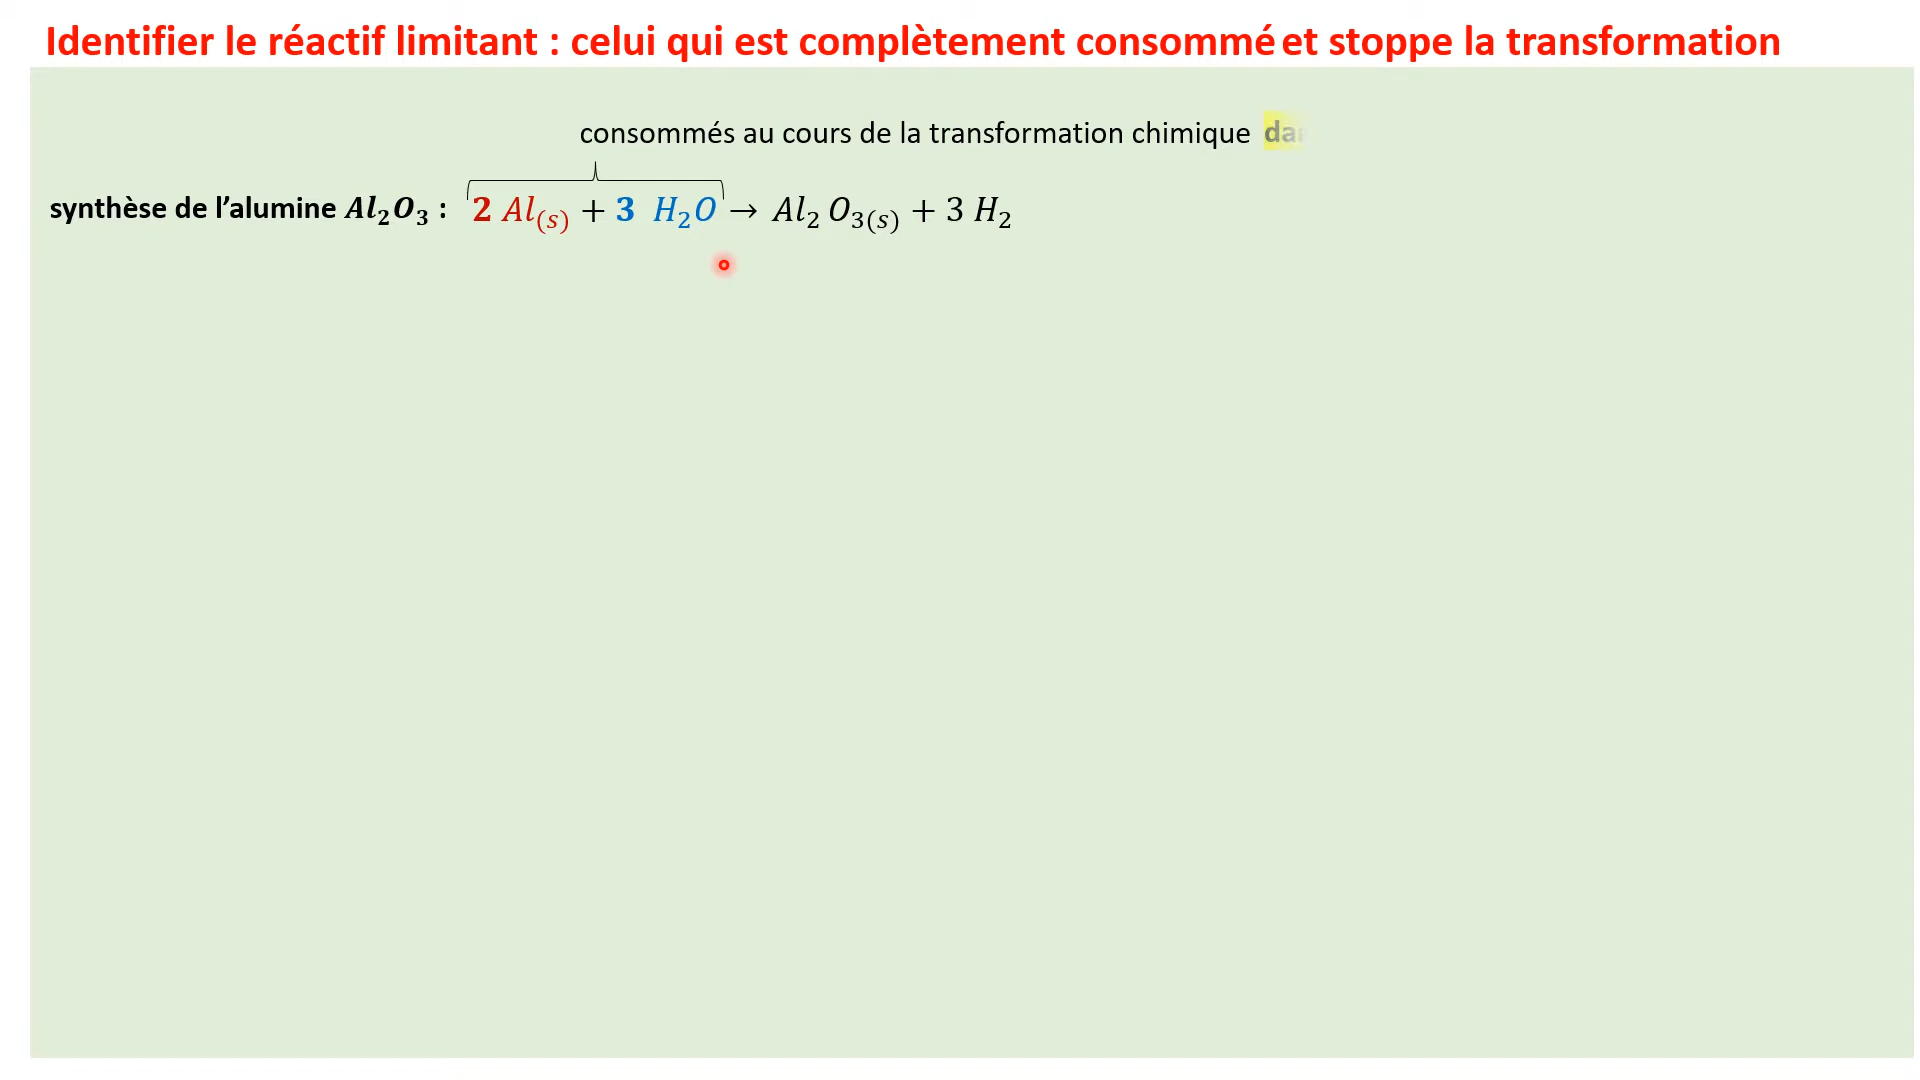 Identifier le réactif limitant : celui qui est complètement consommé et stoppe la transformation
consommés au cours de la transformation chimique
synthèse de l’alumine Al₂O₃ : 2 Al₍ₛ₎ + 3 H₂O → Al₂ O₃₍ₛ₎ + 3 H₂